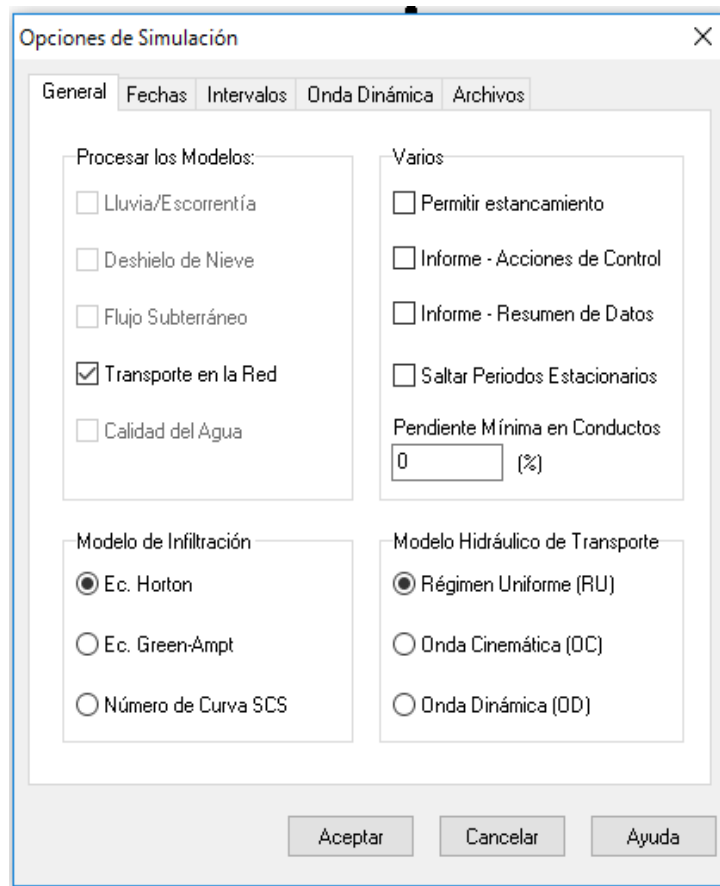 Opciones de Simulación
General Fechas Intervalos Onda Dinámica Archivos
Procesar los Modelos:
Lluvia/Escorrentía
Deshielo de Nieve
Flujo Subterráneo
Transporte en la Red
Calidad del Agua
Varios
Permitir estancamiento
Informe - Acciones de Control
Informe - Resumen de Datos
Saltar Periodos Estacionarios
Pendiente Mínima en Conductos
0 (%)
Modelo de Infiltración
Ec. Horton
Ec. Green-Ampt
Número de Curva SCS
Modelo Hidráulico de Transporte
Régimen Uniforme (RU)
Onda Cinemática (OC)
Onda Dinámica (OD)
Aceptar Cancelar Ayuda